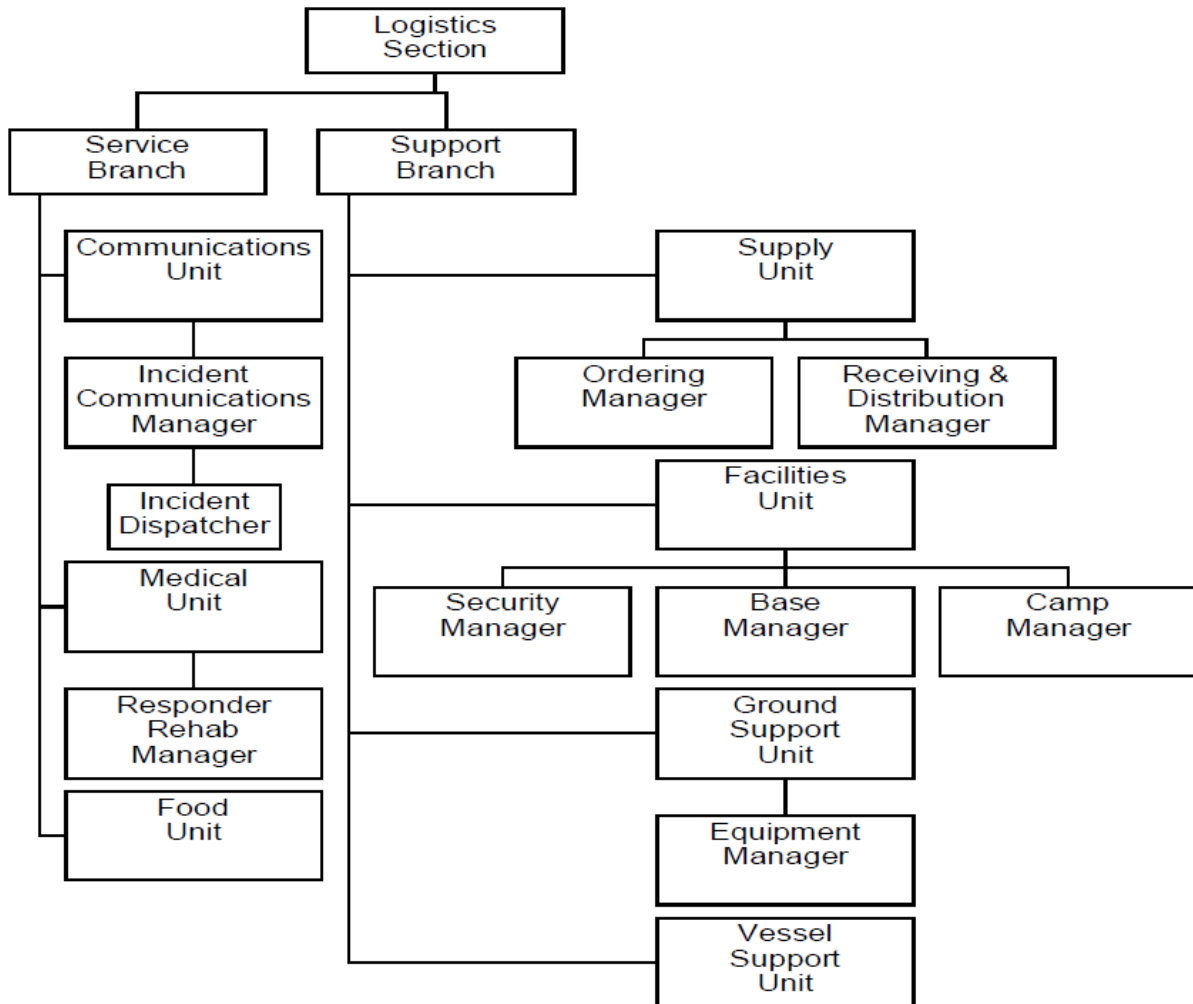 Logistics
Section
Service
Branch
Support
Branch
Communications
Unit
Supply
Unit
Incident
Communications
Manager
Ordering
Manager
Receiving &
Distribution
Manager
Incident
Dispatcher
Facilities
Unit
Medical
Unit
Security
Manager
Base
Manager
Camp
Manager
Responder
Rehab
Manager
Ground
Support
Unit
Food
Unit
Equipment
Manager
Vessel
Support
Unit